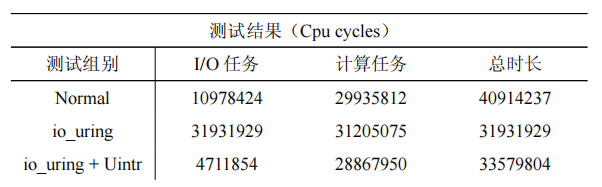 测试结果（Cpu cycles）
测试组别 I/O 任务 计算任务 总时长
Normal 10978424 29935812 40914237
io_uring 31931929 31205075 31931929
io_uring + Uintr 4711854 28867950 33579804